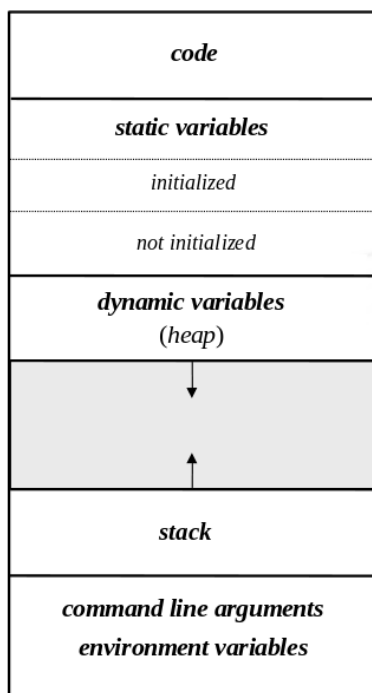 code
static variables
initialized
not initialized
dynamic variables
(heap)
stack
command line arguments
environment variables